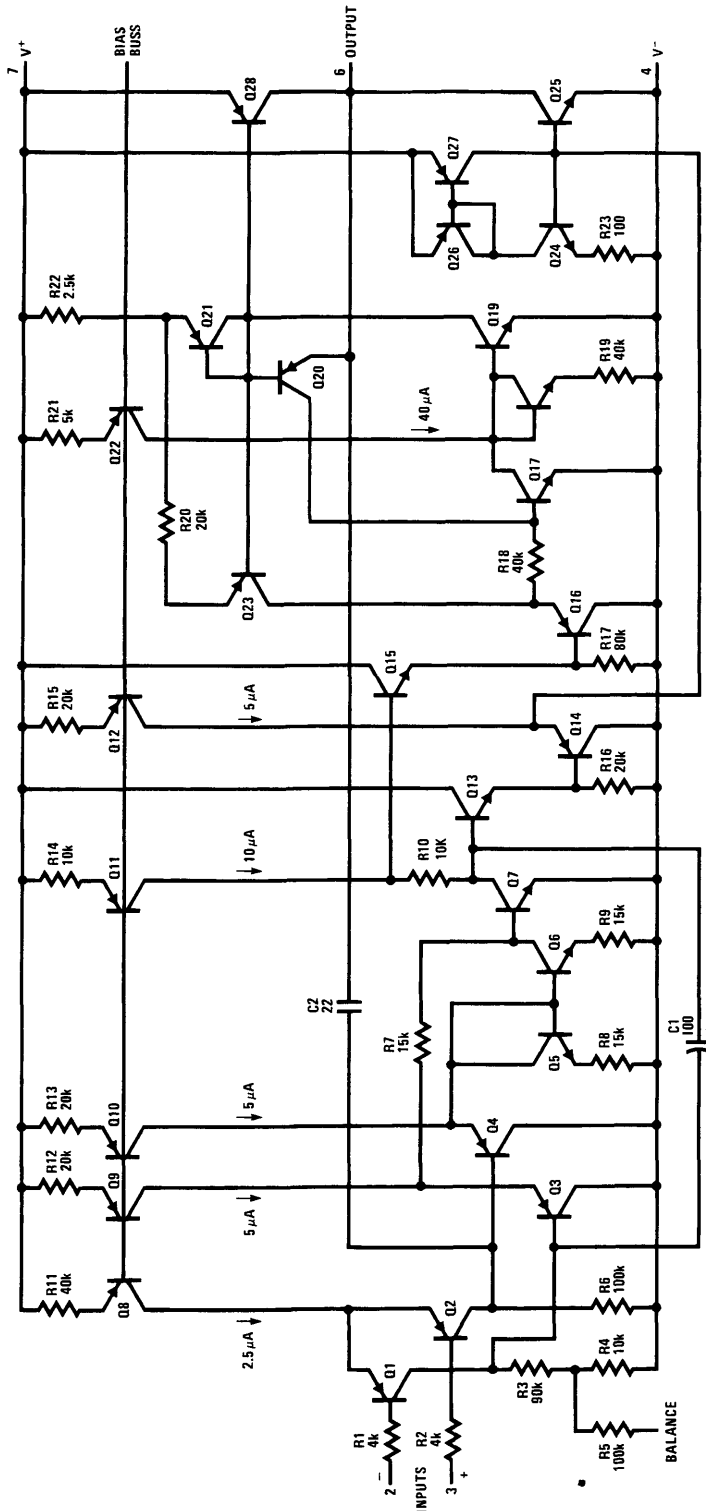 7 V+
BIAS
BUSS
6 OUTPUT
4 V-
R11
40k
R12
20k
R13
20k
R14
10k
R15
20k
R21
5k
R22
2.5k
Q8
Q9
Q10
Q11
Q12
Q22
Q21
Q28
R20
20k
Q23
Q20
2.5µA
5µA
5µA
10µA
5µA
40µA
C2
22
Q15
Q26
Q27
R1
4k
2 -
INPUTS
R2
4k
3 +
Q1
Q2
R7
15k
R10
10K
Q13
R18
40k
Q17
Q19
Q24
Q25
R3
90k
Q3
Q4
Q5
Q6
Q7
Q14
Q16
R5
100k
R4
10k
R6
100k
R8
15k
R9
15k
R16
20k
R17
80k
R19
40k
R23
100
BALANCE
C1
100